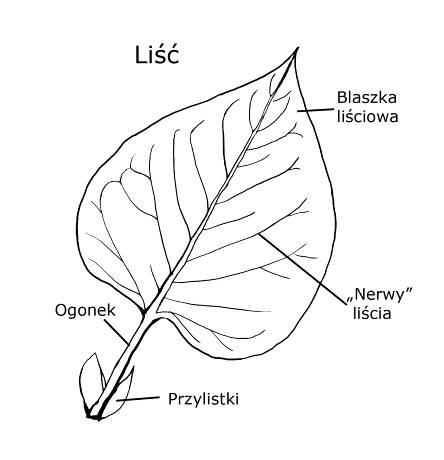 Liść
Blaszka
liściowa
„Nerwy”
liścia
Ogonek
Przylistki